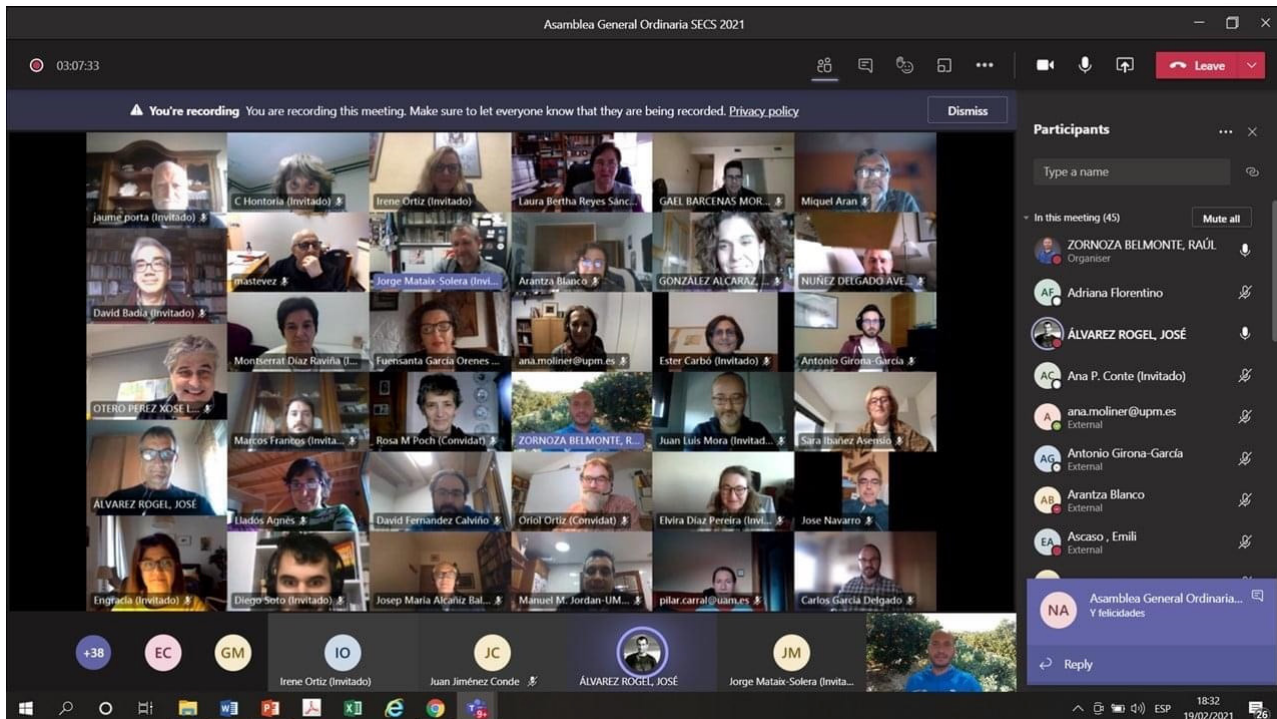 Asamblea General Ordinaria SECS 2021
03:07:33
Leave
You're recording You are recording this meeting. Make sure to let everyone know that they are being recorded. Privacy policy
Dismiss
jaume porta (Invitado)
C Hontoria (Invitado)
Irene Ortiz (Invitado)
Laura Bertha Reyes Sánc...
GAEL BARCENAS MOR...
Miquel Aran
David Badía (Invitado)
mastevez
Jorge Mataix-Solera (Invi...
Arantza Blanco
GONZÁLEZ ALCARAZ, ...
NUÑEZ DELGADO AVE...
Montserrat Díaz Raviña (I...
Fuensanta García Orenes ...
ana.moliner@upm.es
Ester Carbó (Invitado)
Antonio Girona-García
OTERO PEREZ XOSE L...
Marcos Francos (Invita...
Rosa M Poch (Convidat)
ZORNOZA BELMONTE, R...
Juan Luis Mora (Invitad...
Sara Ibañez Asensio
ÁLVAREZ ROGEL, JOSÉ
Lladós Agnès
David Fernandez Calviño
Oriol Ortiz (Convidat)
Elvira Díaz Pereira (Invi...
Jose Navarro
Engracia (Invitado)
Diego Soto (Invitado)
Josep Maria Alcañiz Bal...
Manuel M. Jordan-UM...
pilar.carral@uam.es
Carlos García Delgado
+38
EC
GM
IO
Irene Ortiz (Invitado)
JC
Juan Jiménez Conde
ÁLVAREZ ROGEL, JOSÉ
JM
Jorge Mataix-Solera (Invita...
Participants
Type a name
In this meeting (45)
Mute all
ZORNOZA BELMONTE, RAÚL
Organiser
AF
Adriana Florentino
ÁLVAREZ ROGEL, JOSÉ
AC
Ana P. Conte (Invitado)
A
ana.moliner@upm.es
External
AG
Antonio Girona-García
External
AB
Arantza Blanco
External
EA
Ascaso , Emili
External
NA
Asamblea General Ordinaria...
Y felicidades
Reply
9+
ESP
18:32
19/02/2021
26